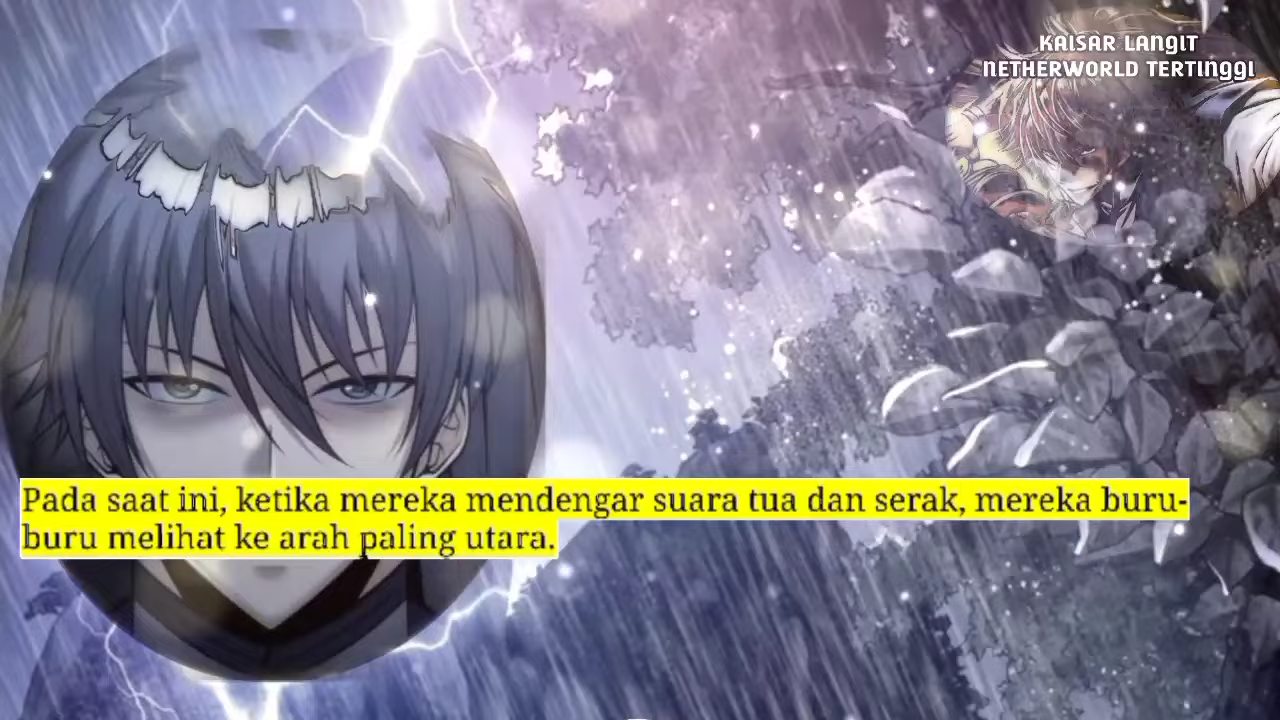 KAISAR LANGIT
NETHERWORLD TERTINGGI
Pada saat ini, ketika mereka mendengar suara tua dan serak, mereka buru-
buru melihat ke arah paling utara.